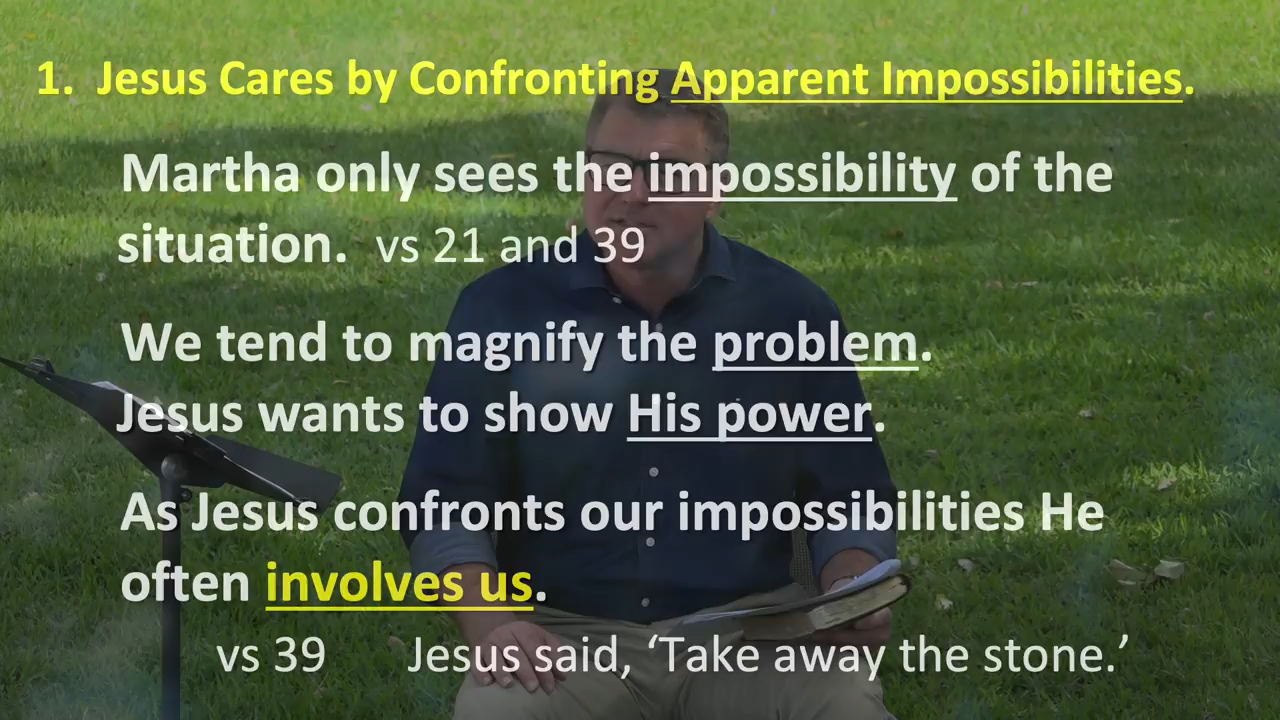 1. Jesus Cares by Confronting Apparent Impossibilities.
Martha only sees the impossibility of the
situation. vs 21 and 39
We tend to magnify the problem.
Jesus wants to show His power.
As Jesus confronts our impossibilities He
often involves us.
vs 39 Jesus said, ‘Take away the stone.’